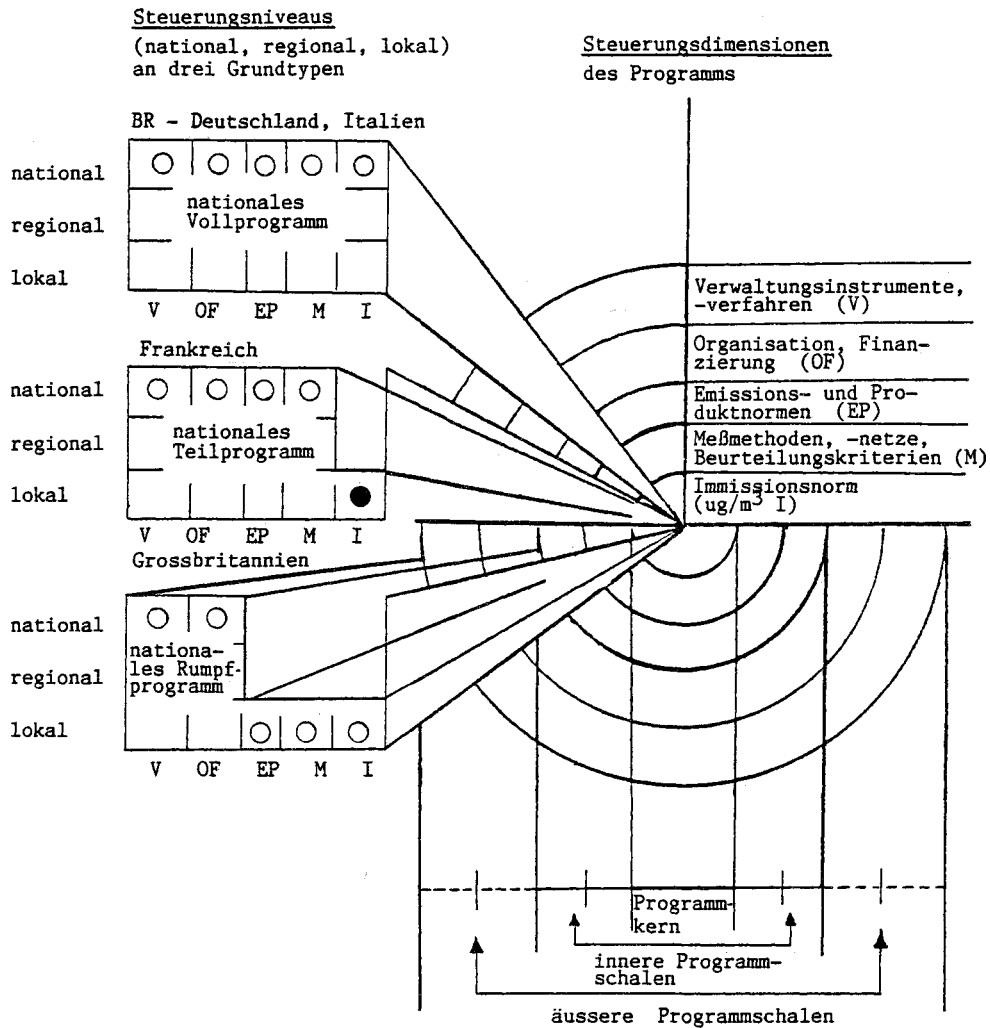 Steuerungsniveaus
(national, regional, lokal)
an drei Grundtypen
Steuerungsdimensionen
des Programms
BR - Deutschland, Italien
national
regional
lokal
nationales
Vollprogramm
V OF EP M I
Frankreich
national
regional
lokal
nationales
Teilprogramm
V OF EP M I
Grossbritannien
national
regional
lokal
nationa-
les Rumpf-
programm
V OF EP M I
Verwaltungsinstrumente,
-verfahren (V)
Organisation, Finan-
zierung (OF)
Emissions- und Pro-
duktnormen (EP)
Meßmethoden, -netze,
Beurteilungskriterien (M)
Immissionsnorm
(ug/m³ I)
Programm-
kern
innere Programm-
schalen
äussere Programmschalen